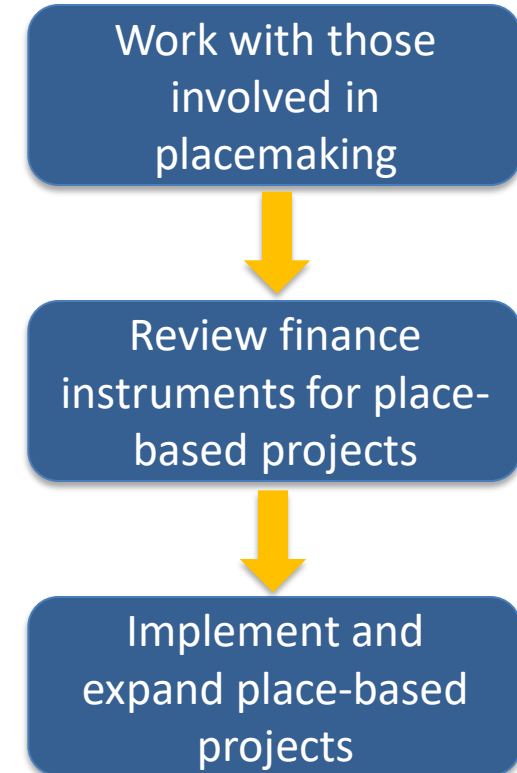 Work with those
involved in
placemaking
Review finance
instruments for place-
based projects
Implement and
expand place-based
projects